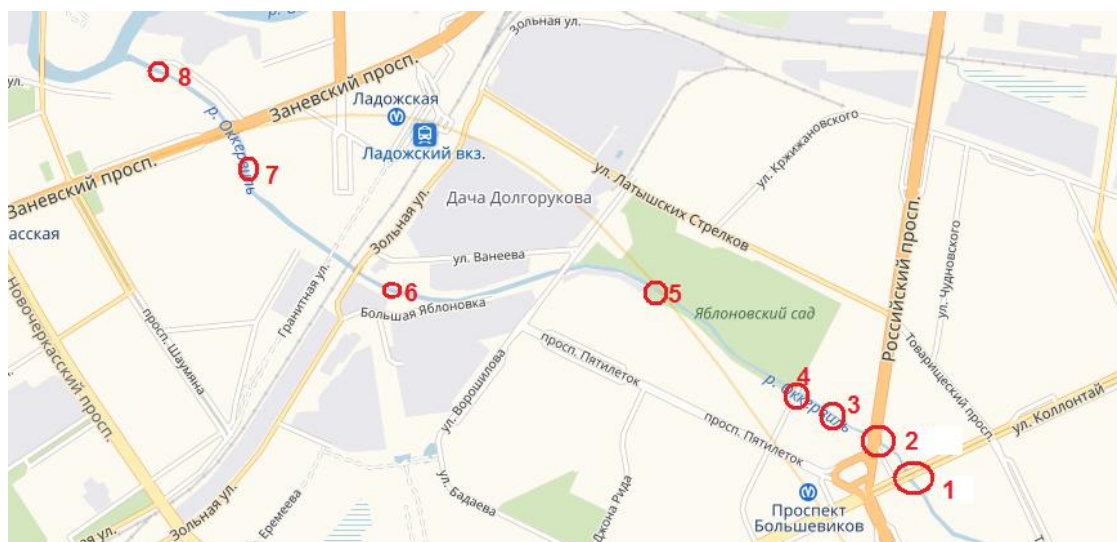 Зольная ул.
8
р. Оккервиль
Заневский просп.
Ладожская
Ладожский вкз.
7
Заневский просп.
асская
Зольная ул.
Дача Долгорукова
ул. Латышских Стрелков
ул. Кржижановского
Российский просп.
ул. Чудновского
ул. Ванеева
Гранитная ул.
6
Большая Яблоновка
5
Яблоновский сад
Новочеркасский просп.
просп. Шаумяна
просп. Пятилеток
ул. Ворошилова
4
р. Оккервиль
3
Товарищеский просп.
ул. Коллонтай
2
просп. Пятилеток
1
Зольная ул.
Еремеева
ул. Бадаева
Джона Рида
Проспект
Большевиков